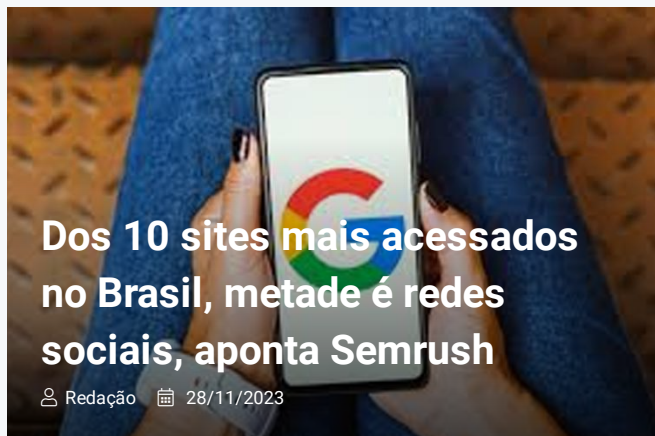 Dos 10 sites mais acessados
no Brasil, metade é redes
sociais, aponta Semrush
Redação 28/11/2023